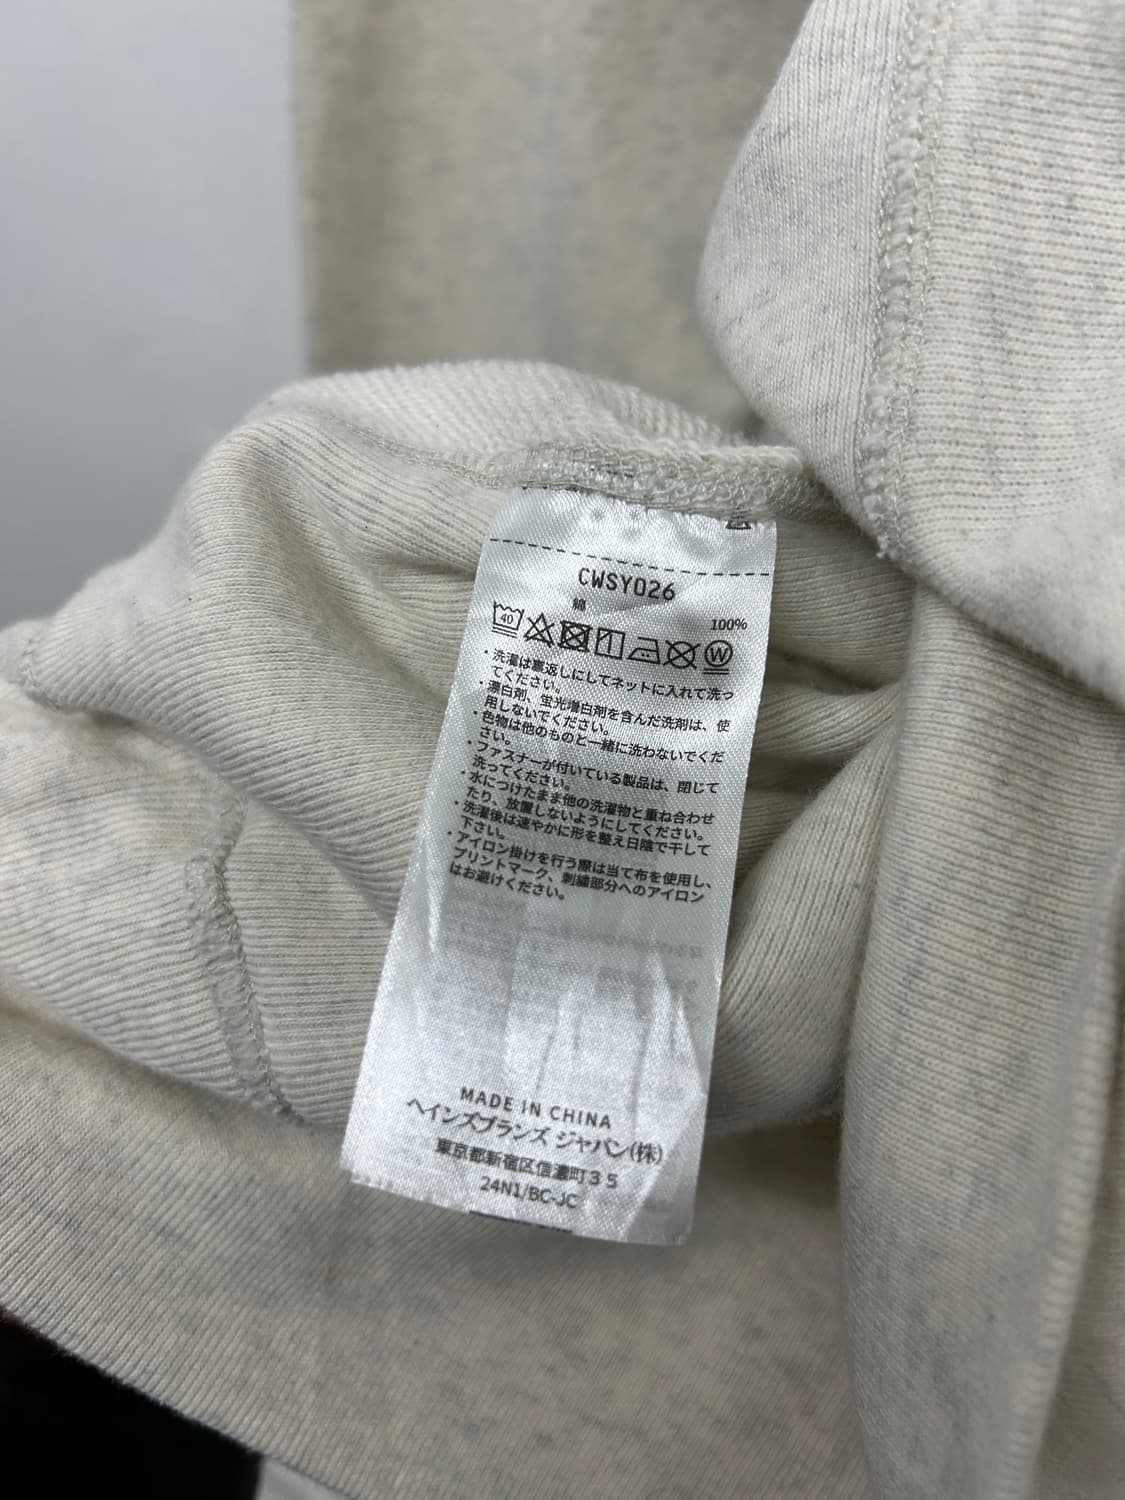 CWSY026
綿 100%
40
W
・洗濯は裏返しにしてネットに入れて洗っ
てください。
・漂白剤、蛍光増白剤を含んだ洗剤は、使
用しないでください。
・色物は他のものと一緒に洗わないでくだ
さい。
・ファスナーが付いている製品は、閉じて
洗ってください。
・水につけたまま他の洗濯物と重ね合わせ
たり、放置しないようにしてください。
・洗濯後は速やかに形を整え日陰で干して
下さい。
・アイロン掛けを行う際は当て布を使用し、
プリントマーク、刺繍部分へのアイロン
はお避けください。
MADE IN CHINA
ヘインズブランズ ジャパン(株)
東京都新宿区信濃町35
24N1/BC-JC